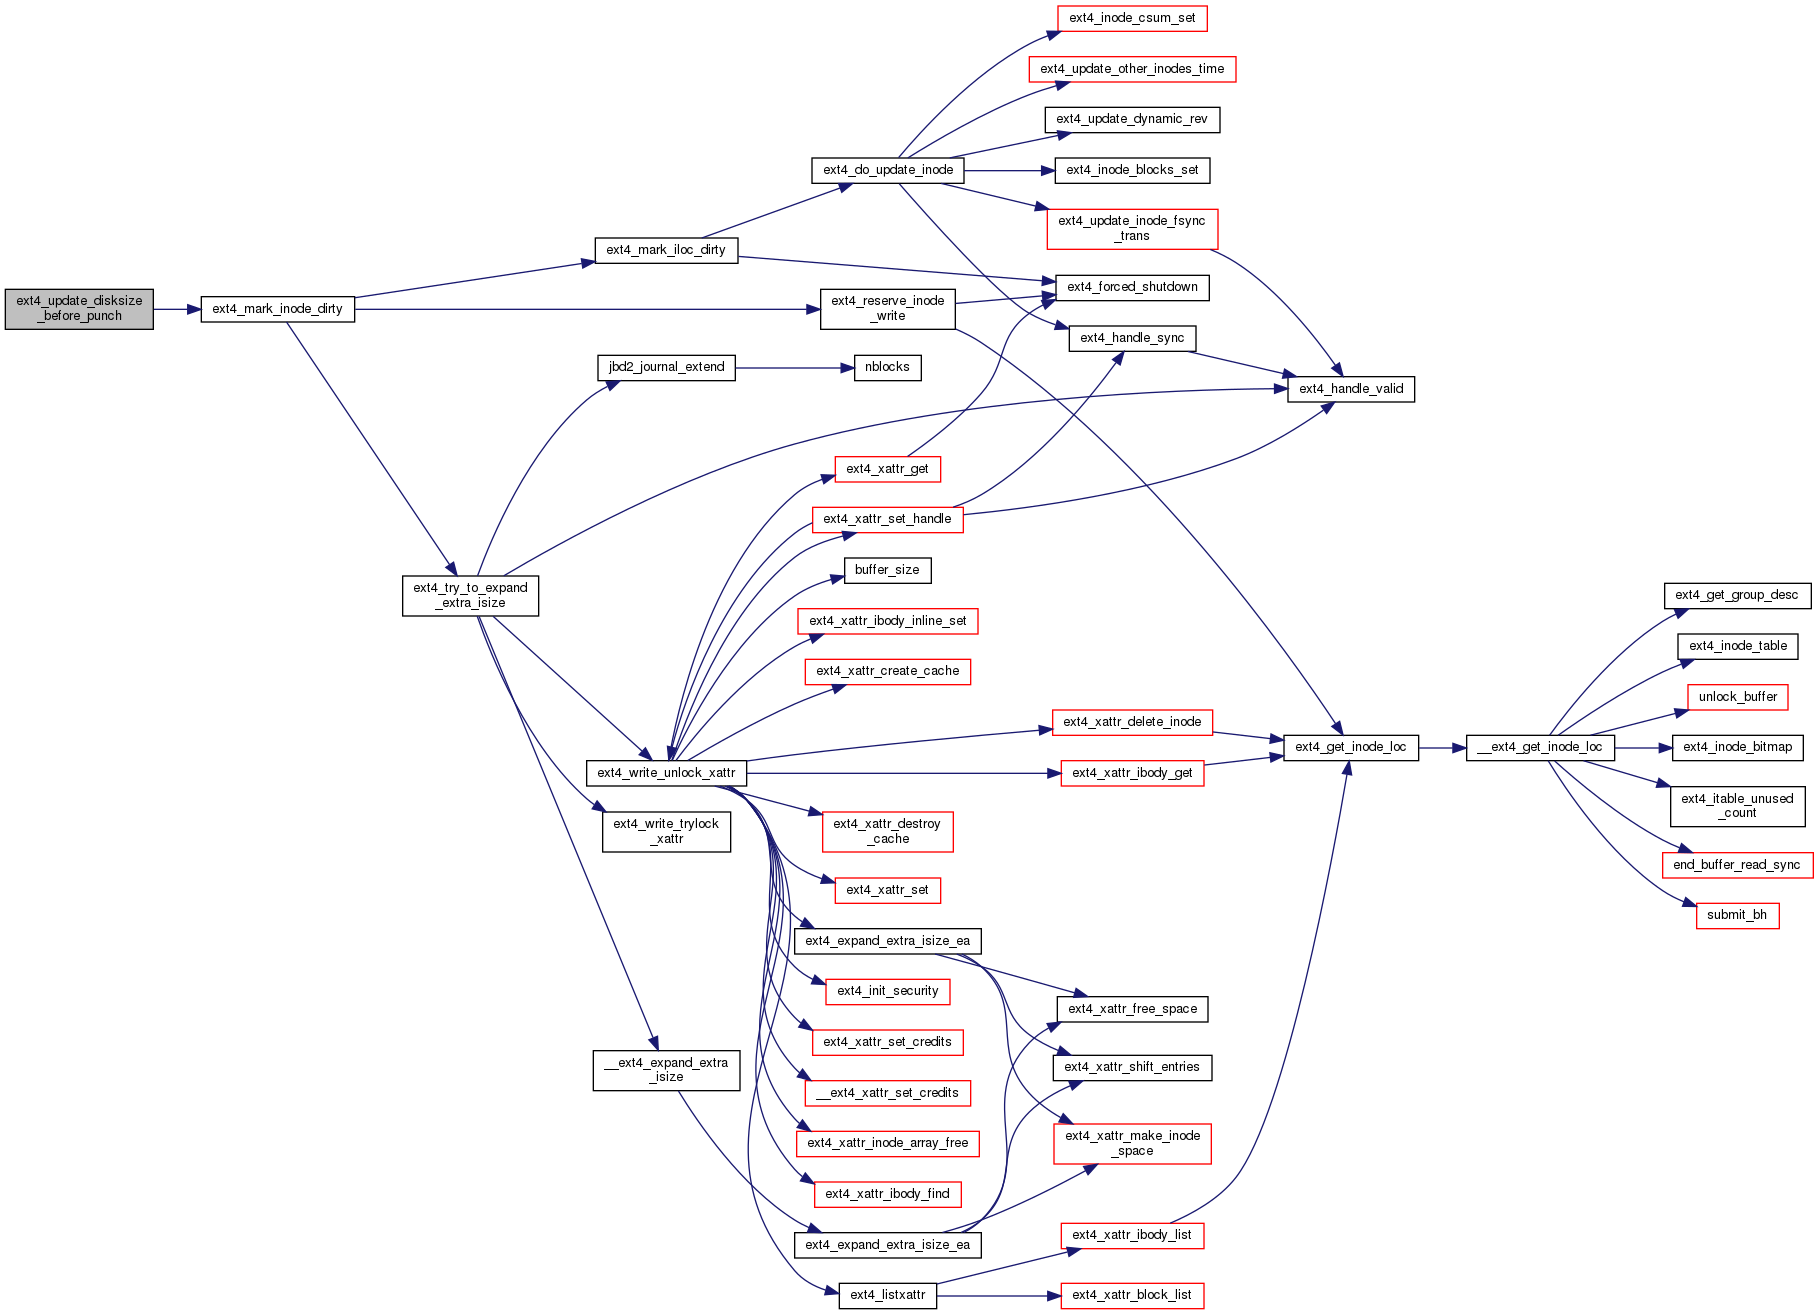 ext4_inode_csum_set
ext4_update_other_inodes_time
ext4_update_dynamic_rev
ext4_do_update_inode
ext4_inode_blocks_set
ext4_update_inode_fsync
_trans
ext4_mark_iloc_dirty
ext4_forced_shutdown
ext4_update_disksize
_before_punch
ext4_mark_inode_dirty
ext4_reserve_inode
_write
ext4_handle_sync
jbd2_journal_extend
nblocks
ext4_handle_valid
ext4_xattr_get
ext4_xattr_set_handle
buffer_size
ext4_try_to_expand
_extra_isize
ext4_get_group_desc
ext4_xattr_ibody_inline_set
ext4_inode_table
ext4_xattr_create_cache
unlock_buffer
ext4_xattr_delete_inode
ext4_get_inode_loc
__ext4_get_inode_loc
ext4_inode_bitmap
ext4_write_unlock_xattr
ext4_xattr_ibody_get
ext4_itable_unused
_count
ext4_write_trylock
_xattr
ext4_xattr_destroy
_cache
end_buffer_read_sync
ext4_xattr_set
submit_bh
ext4_expand_extra_isize_ea
ext4_init_security
ext4_xattr_free_space
ext4_xattr_set_credits
ext4_xattr_shift_entries
__ext4_expand_extra
_isize
__ext4_xattr_set_credits
ext4_xattr_inode_array_free
ext4_xattr_make_inode
_space
ext4_xattr_ibody_find
ext4_expand_extra_isize_ea
ext4_xattr_ibody_list
ext4_listxattr
ext4_xattr_block_list